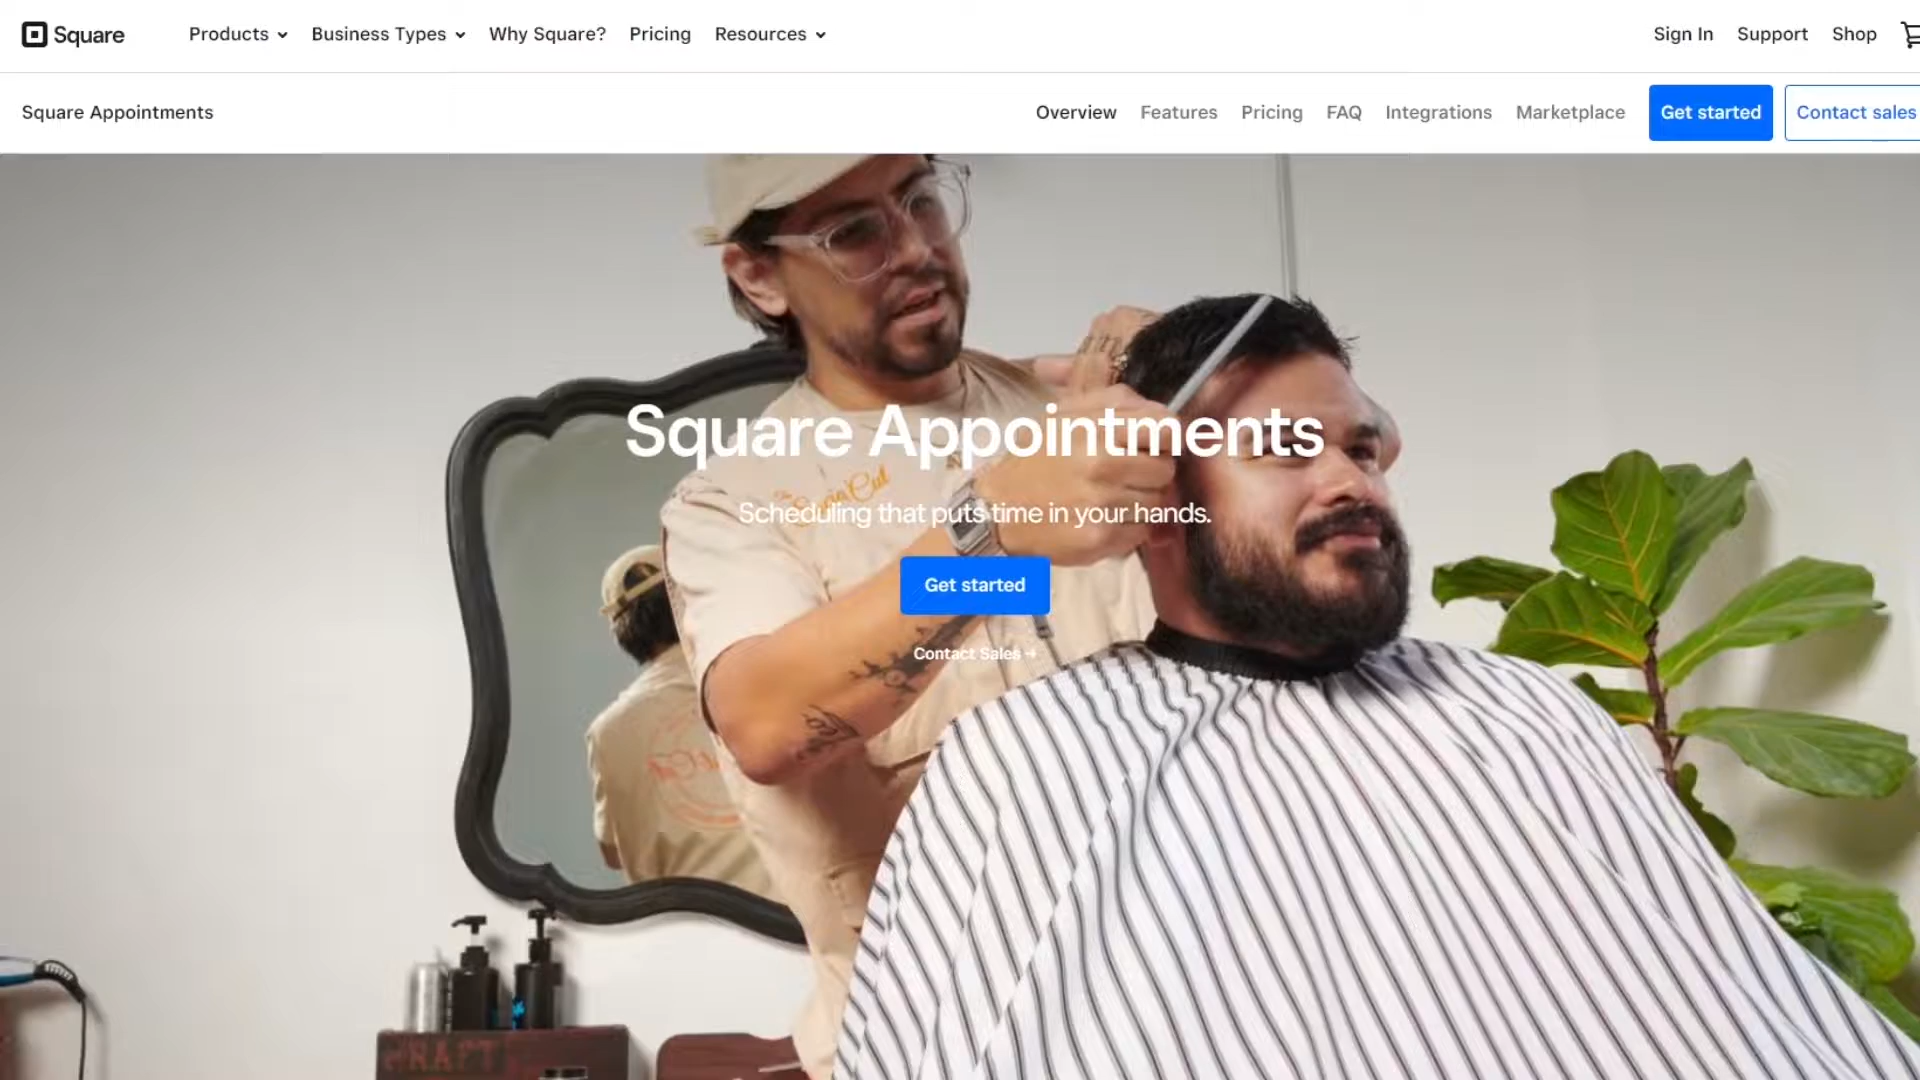 Square
Products
Business Types
Why Square?
Pricing
Resources
Sign In
Support
Shop
Square Appointments
Overview
Features
Pricing
FAQ
Integrations
Marketplace
Get started
Contact sales
Square Appointments
Scheduling that puts time in your hands.
Get started
Contact Sales →